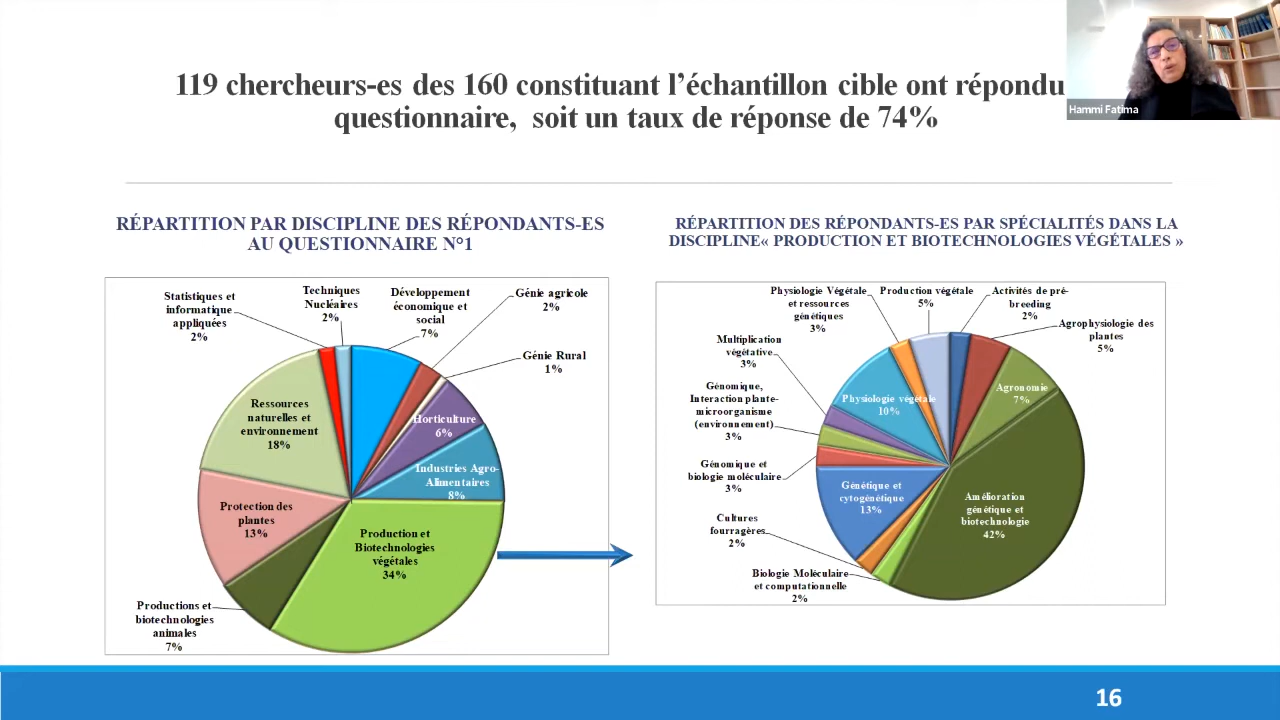 119 chercheurs-es des 160 constituant l’échantillon cible ont répondu
questionnaire, soit un taux de réponse de 74%
Hammi Fatima
RÉPARTITION PAR DISCIPLINE DES RÉPONDANTS-ES
AU QUESTIONNAIRE N°1
Statistiques et
informatique
appliquées
2%
Techniques
Nucléaires
2%
Développement
économique et
social
7%
Génie agricole
2%
Génie Rural
1%
Horticulture
6%
Industries Agro-
Alimentaires
8%
Production et
Biotechnologies
végétales
34%
Productions et
biotechnologies
animales
7%
Protection des
plantes
13%
Ressources
naturelles et
environnement
18%
RÉPARTITION DES RÉPONDANTS-ES PAR SPÉCIALITÉS DANS LA
DISCIPLINE« PRODUCTION ET BIOTECHNOLOGIES VÉGÉTALES »
Physiologie Végétale
et ressources
génétiques
3%
Production végétale
5%
Activités de pré-
breeding
2%
Agrophysiologie des
plantes
5%
Agronomie
7%
Amélioration
génétique et
biotechnologie
42%
Biologie Moléculaire
et computationnelle
2%
Cultures
fourragères
2%
Génétique et
cytogénétique
13%
Génomique et
biologie moléculaire
3%
Génomique,
Interaction plante-
microorganisme
(environnement)
3%
Multiplication
végétative
3%
Physiologie végétale
10%
16